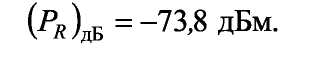 (P_R)_дБ = −73,8 дБм.